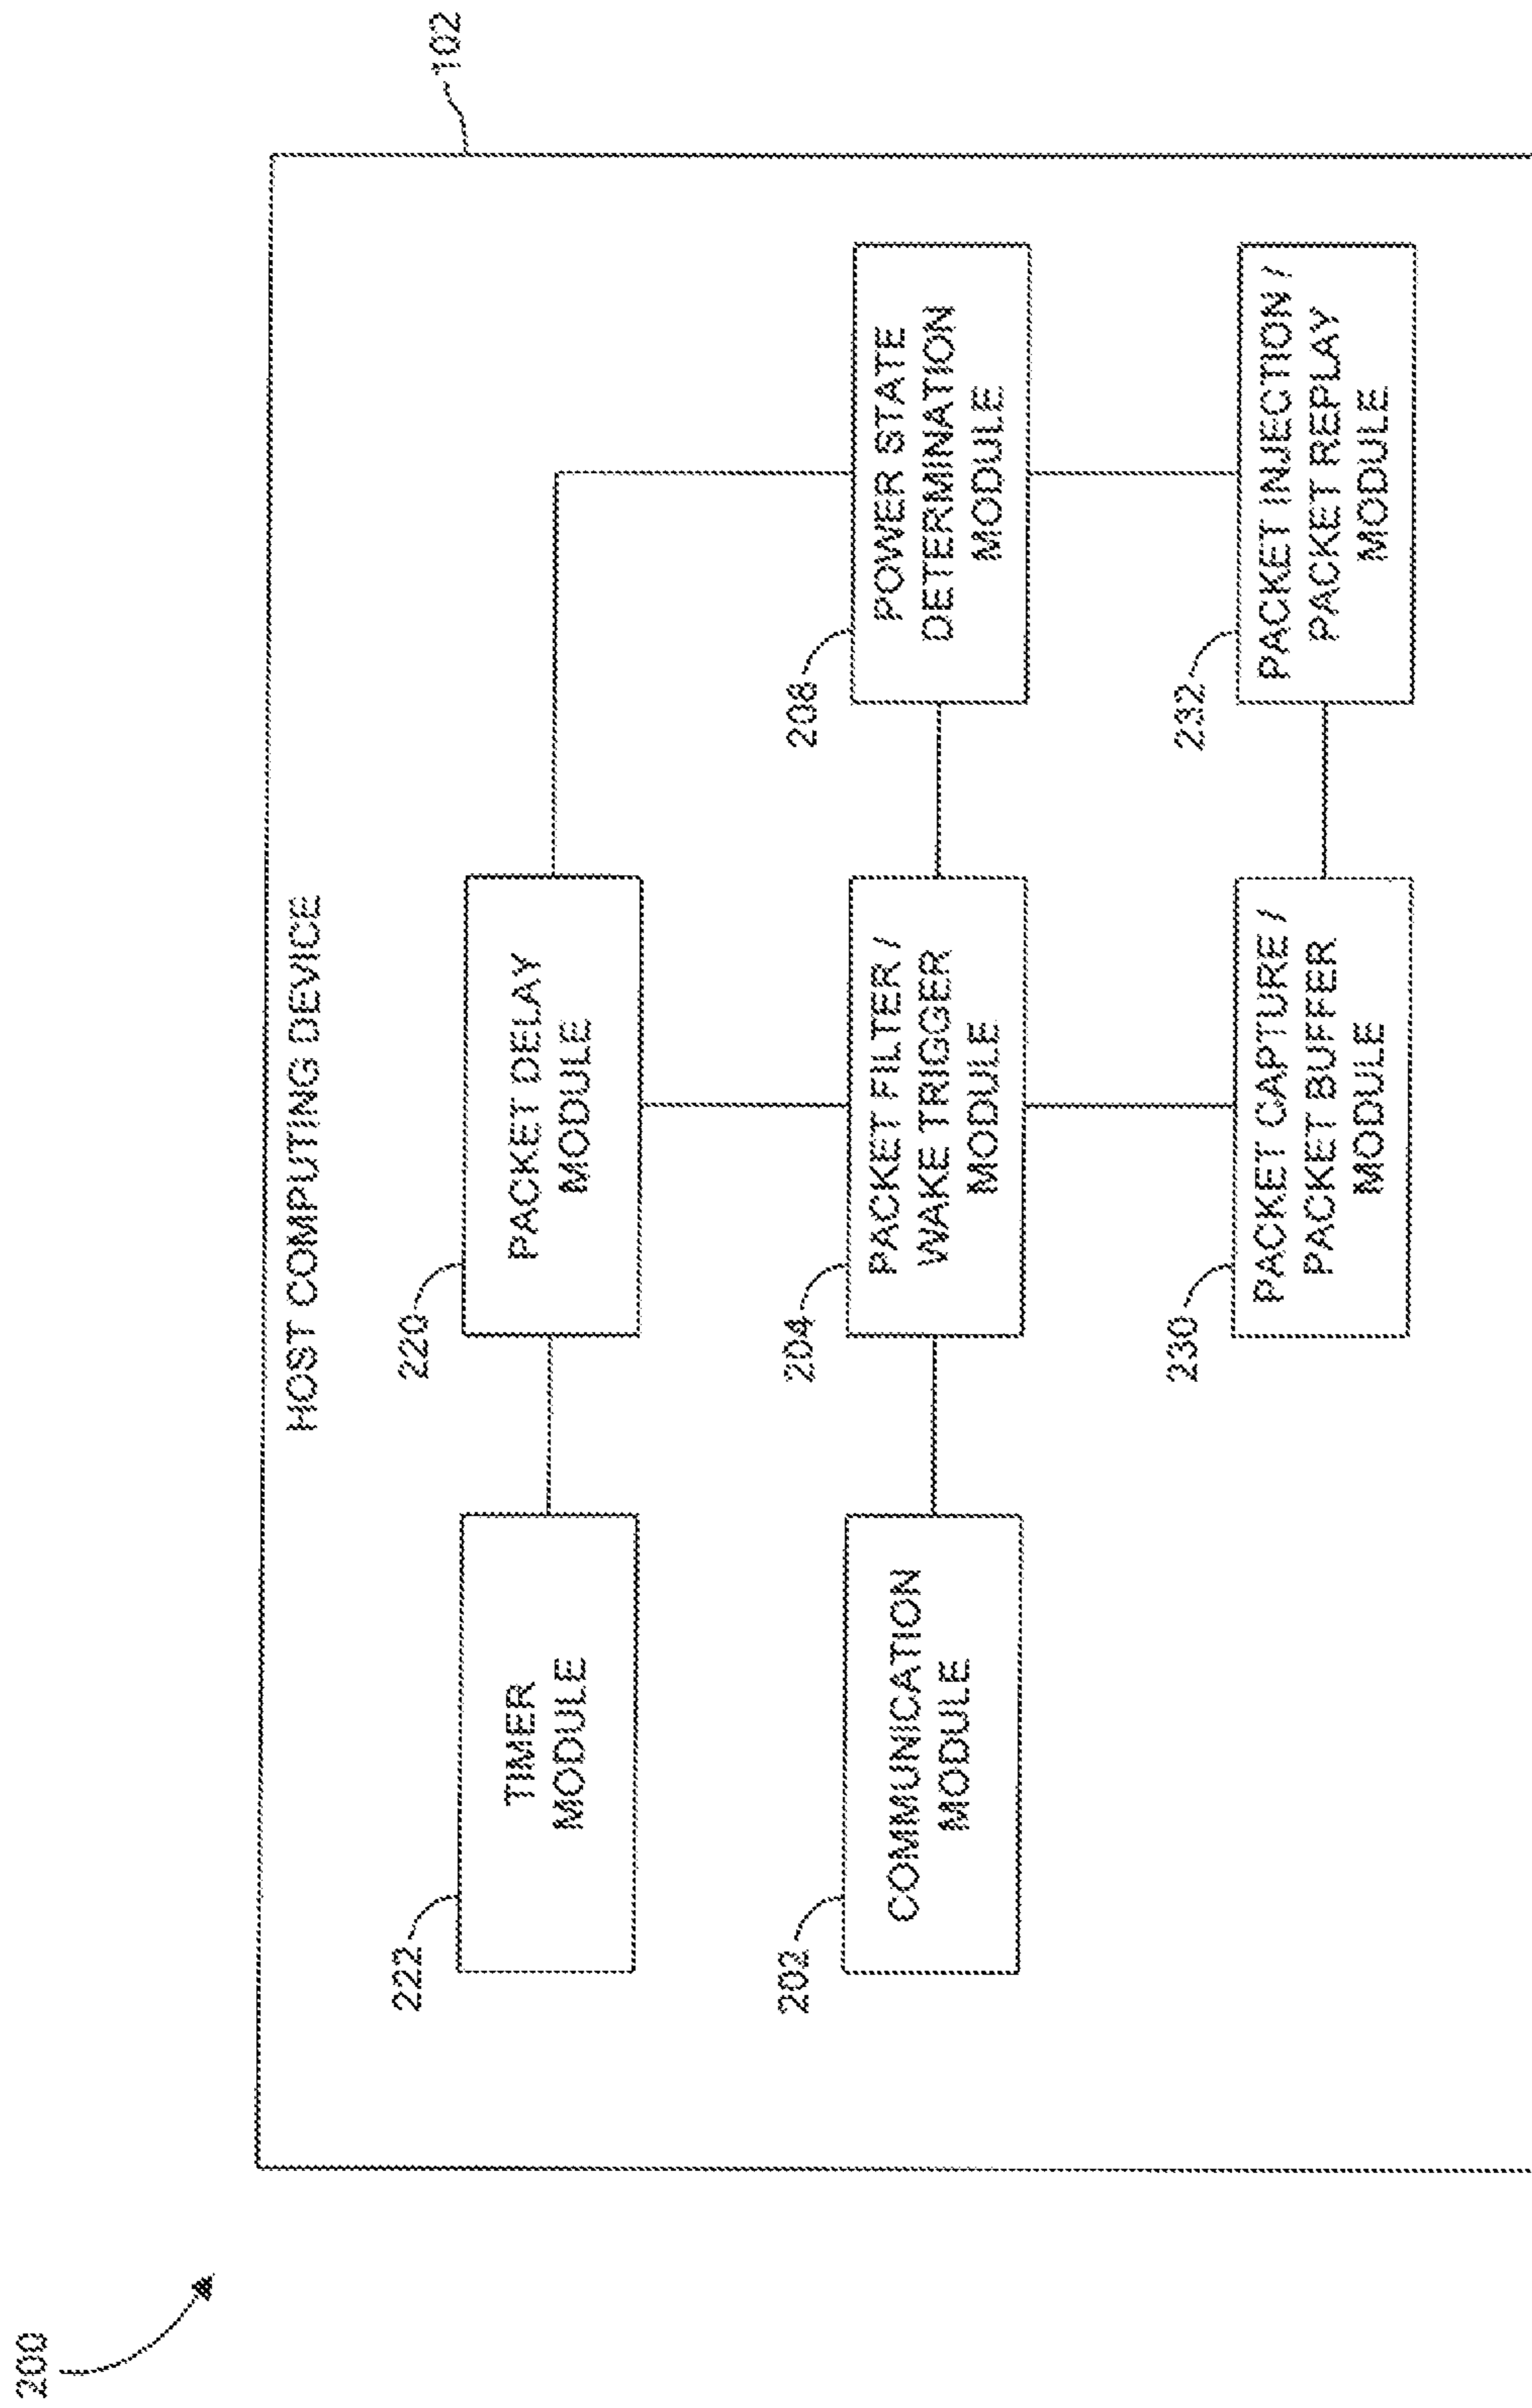 200
HOST COMPUTING DEVICE
102
222
TIMER
MODULE
220
PACKET DELAY
MODULE
202
COMMUNICATION
MODULE
204
PACKET FILTER /
WAKE TRIGGER
MODULE
208
POWER STATE
DETERMINATION
MODULE
230
PACKET CAPTURE /
PACKET BUFFER
MODULE
232
PACKET INJECTION /
PACKET REPLAY
MODULE